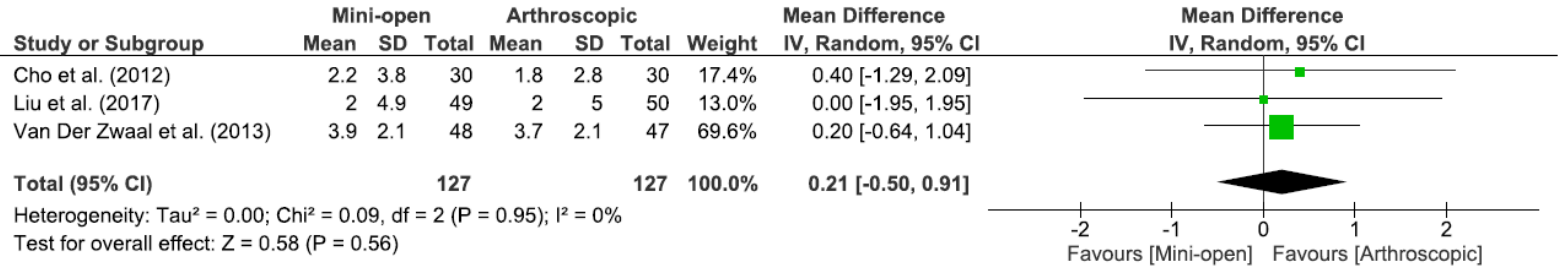 Mini-open Arthroscopic Mean Difference Mean Difference
Study or Subgroup Mean SD Total Mean SD Total Weight IV, Random, 95% CI IV, Random, 95% CI
Cho et al. (2012) 2.2 3.8 30 1.8 2.8 30 17.4% 0.40 [-1.29, 2.09]
Liu et al. (2017) 2 4.9 49 2 5 50 13.0% 0.00 [-1.95, 1.95]
Van Der Zwaal et al. (2013) 3.9 2.1 48 3.7 2.1 47 69.6% 0.20 [-0.64, 1.04]
Total (95% CI) 127 127 100.0% 0.21 [-0.50, 0.91]
Heterogeneity: Tau² = 0.00; Chi² = 0.09, df = 2 (P = 0.95); I² = 0%
Test for overall effect: Z = 0.58 (P = 0.56)
-2 -1 0 1 2
Favours [Mini-open] Favours [Arthroscopic]